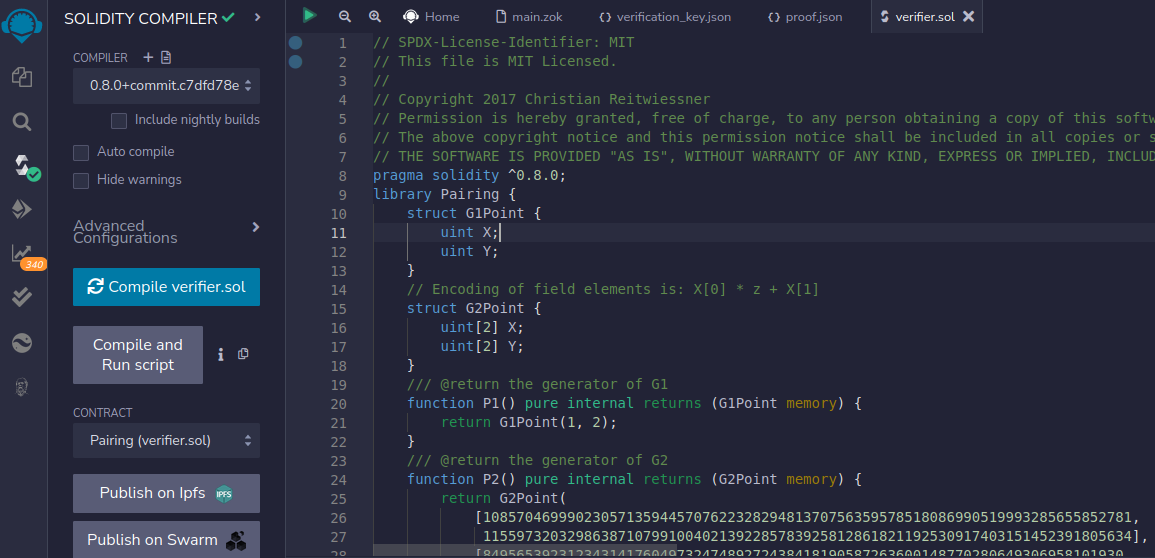 SOLIDITY COMPILER
Home
main.zok
verification_key.json
proof.json
verifier.sol
COMPILER
0.8.0+commit.c7dfd78e
Include nightly builds
Auto compile
Hide warnings
Advanced
Configurations
340
Compile verifier.sol
Compile and
Run script
CONTRACT
Pairing (verifier.sol)
Publish on Ipfs
IPFS
Publish on Swarm
1 // SPDX-License-Identifier: MIT
2 // This file is MIT Licensed.
3 //
4 // Copyright 2017 Christian Reitwiessner
5 // Permission is hereby granted, free of charge, to any person obtaining a copy of this softw
6 // The above copyright notice and this permission notice shall be included in all copies or s
7 // THE SOFTWARE IS PROVIDED "AS IS", WITHOUT WARRANTY OF ANY KIND, EXPRESS OR IMPLIED, INCLUD
8 pragma solidity ^0.8.0;
9 library Pairing {
10 struct G1Point {
11 uint X;
12 uint Y;
13 }
14 // Encoding of field elements is: X[0] * z + X[1]
15 struct G2Point {
16 uint[2] X;
17 uint[2] Y;
18 }
19 /// @return the generator of G1
20 function P1() pure internal returns (G1Point memory) {
21 return G1Point(1, 2);
22 }
23 /// @return the generator of G2
24 function P2() pure internal returns (G2Point memory) {
25 return G2Point(
26 [10857046999023057135944570762232829481370756359578518086990519993285655852781,
27 11559732032986387107991004021392285783925812861821192530917403151452391805634],
28